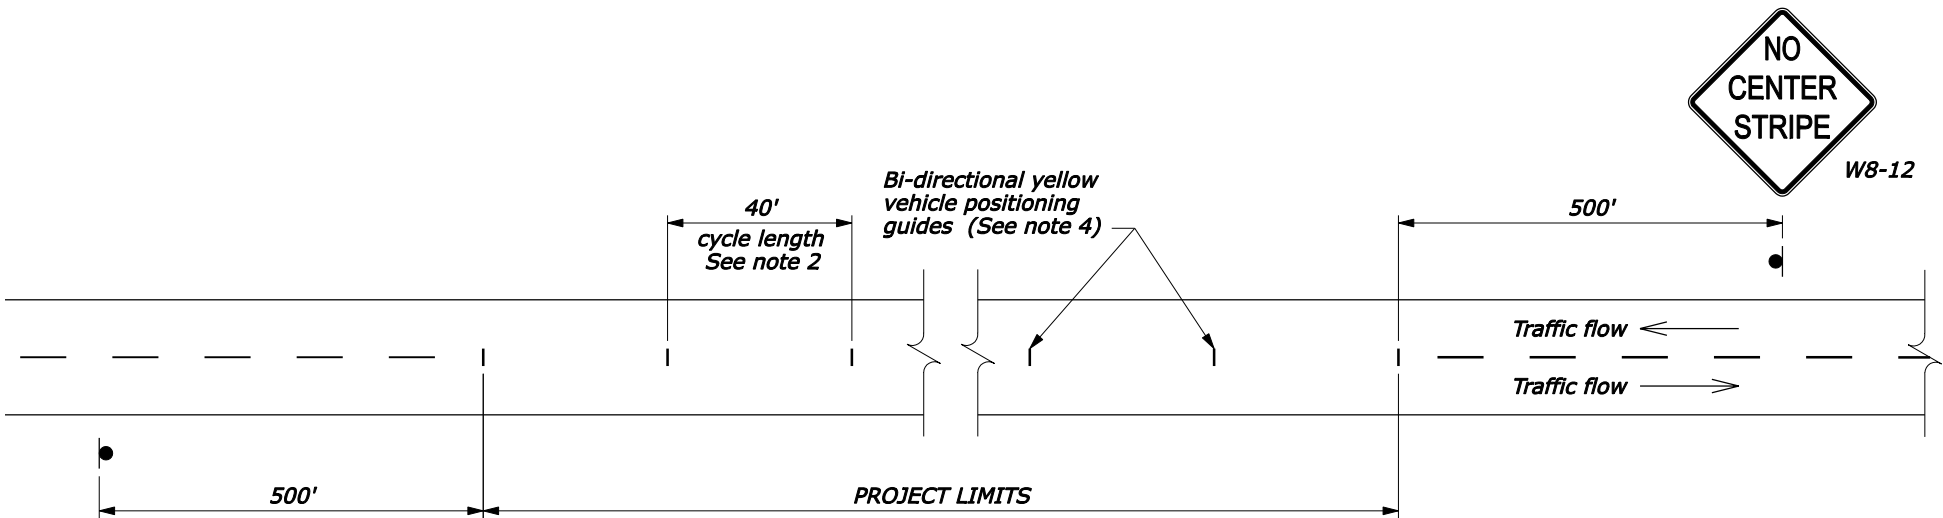 NO
CENTER
STRIPE
W8-12
Bi-directional yellow
vehicle positioning
guides (See note 4)
40'
cycle length
See note 2
500'
Traffic flow
Traffic flow
500'
PROJECT LIMITS